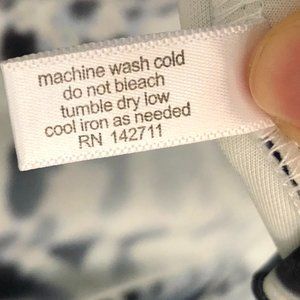 machine wash cold
do not bleach
tumble dry low
cool iron as needed
RN 142711